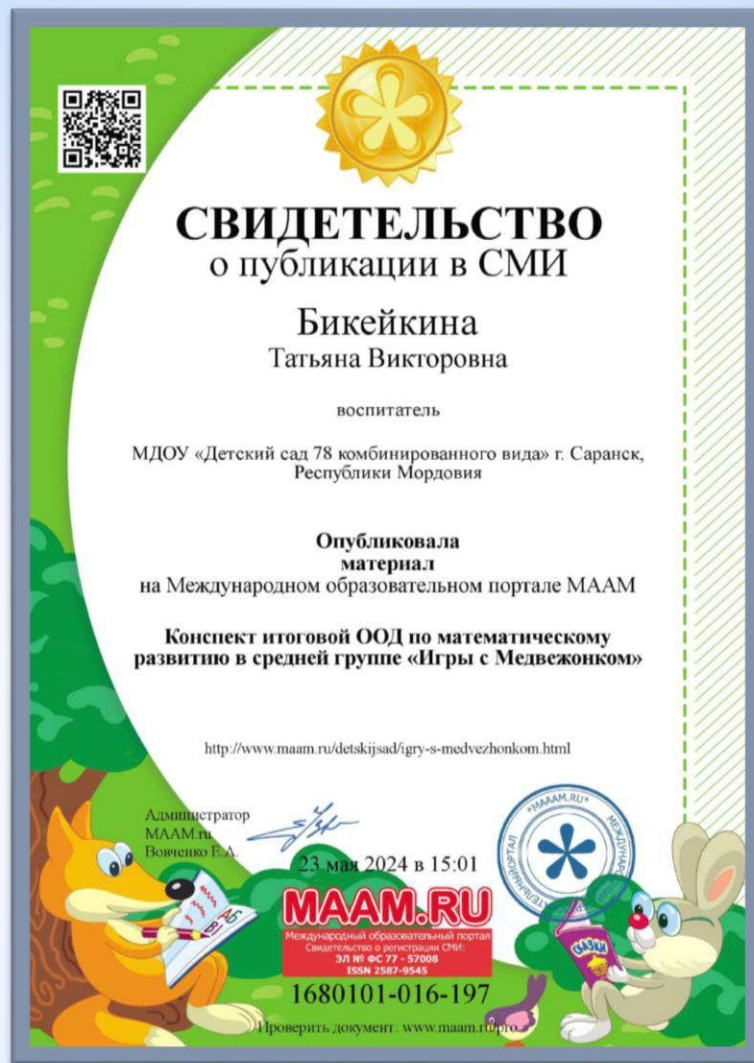 СВИДЕТЕЛЬСТВО
о публикации в СМИ
Бикейкина
Татьяна Викторовна
воспитатель
МДОУ «Детский сад 78 комбинированного вида» г. Саранск,
Республики Мордовия
Опубликовала
материал
на Международном образовательном портале МААМ
Конспект итоговой ООД по математическому
развитию в средней группе «Игры с Медвежонком»
http://www.maam.ru/detskijsad/igry-s-medvezhonkom.html
Администратор
МААМ.ru
Вовченко Е.А.
23 мая 2024 в 15:01
MAAM.RU
Международный образовательный портал
Свидетельство о регистрации СМИ:
ЭЛ № ФС 77 - 57008
ISSN 2587-9545
1680101-016-197
Проверить документ: www.maam.ru/pro
*MAAAM.RU*
СКАЗКИ